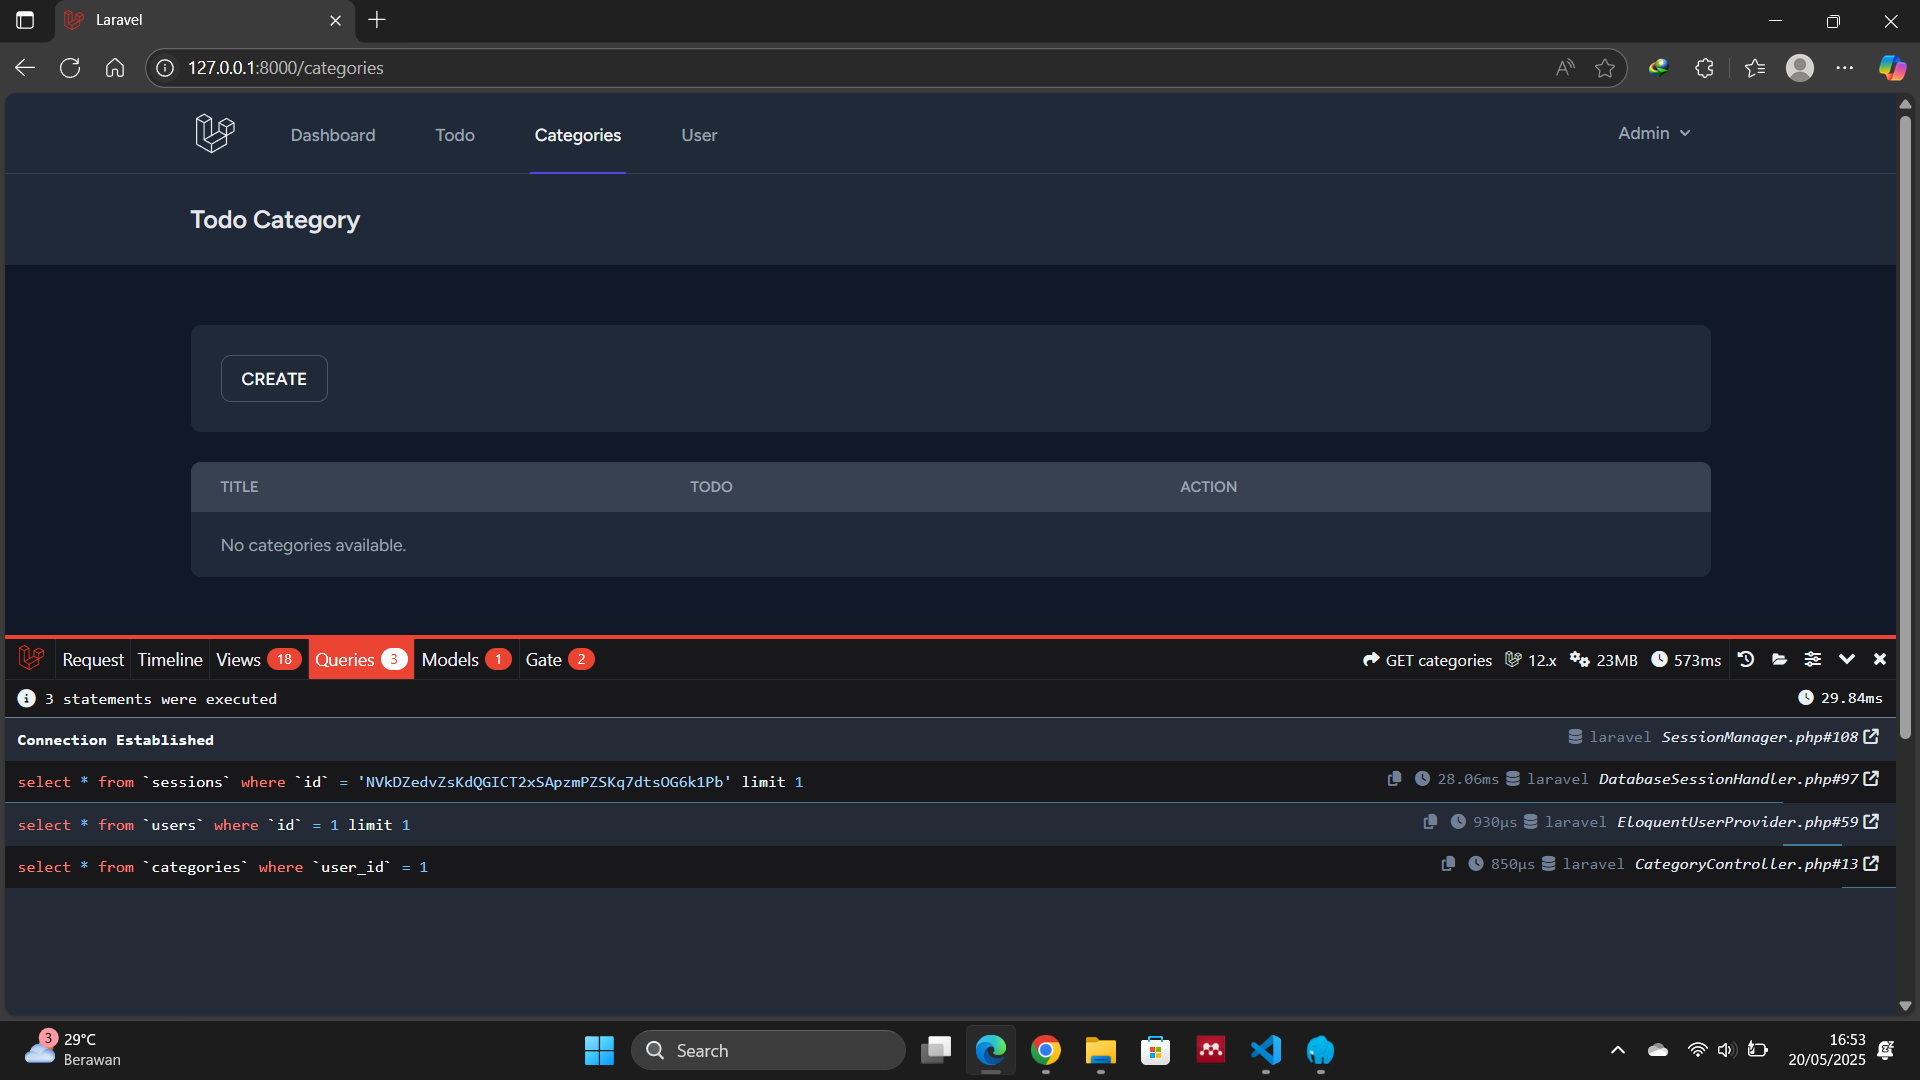 Laravel
127.0.0.1:8000/categories
Dashboard Todo Categories User Admin
Todo Category
CREATE
TITLE TODO ACTION
No categories available.
Request Timeline Views 18 Queries 3 Models 1 Gate 2 GET categories 12.x 23MB 573ms
3 statements were executed 29.84ms
Connection Established laravel SessionManager.php#108
select * from `sessions` where `id` = 'NVkDZedvZsKdQGICT2xSApzmPZSKq7dtsOG6k1Pb' limit 1 28.06ms laravel DatabaseSessionHandler.php#97
select * from `users` where `id` = 1 limit 1 930μs laravel EloquentUserProvider.php#59
select * from `categories` where `user_id` = 1 850μs laravel CategoryController.php#13
3 29°C
Berawan
Search
16:53
20/05/2025